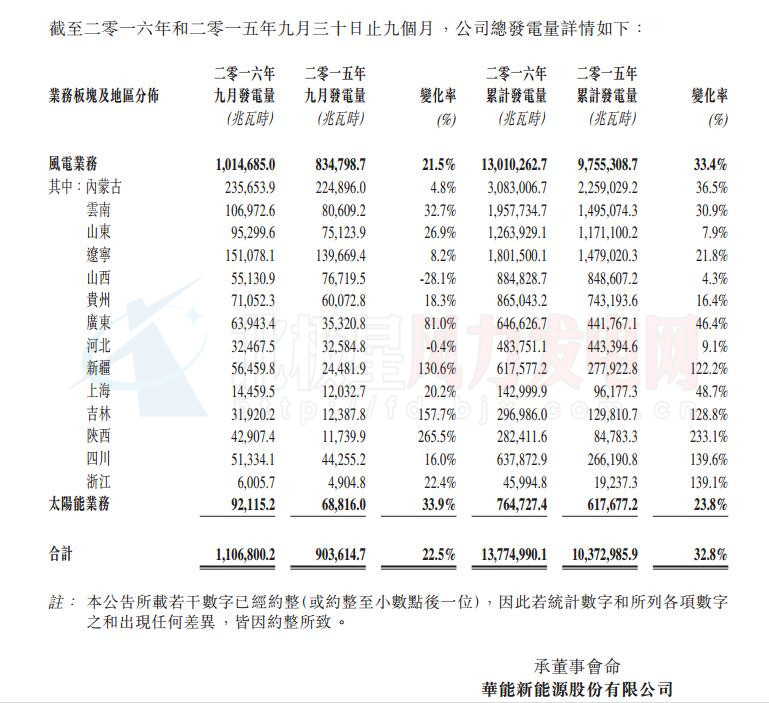 截至二零一六年和二零一五年九月三十日止九個月，公司總發電量詳情如下：
二零一六年 二零一五年 二零一六年 二零一五年
業務板塊及地區分佈 九月發電量 九月發電量 變化率 累計發電量 累計發電量 變化率
(兆瓦時) (兆瓦時) (%) (兆瓦時) (兆瓦時) (%)
風電業務 1,014,685.0 834,798.7 21.5% 13,010,262.7 9,755,308.7 33.4%
其中：內蒙古 235,653.9 224,896.0 4.8% 3,083,006.7 2,259,029.2 36.5%
雲南 106,972.6 80,609.2 32.7% 1,957,734.7 1,495,074.3 30.9%
山東 95,299.6 75,123.9 26.9% 1,263,929.1 1,171,100.2 7.9%
遼寧 151,078.1 139,669.4 8.2% 1,801,500.1 1,479,020.3 21.8%
山西 55,130.9 76,719.5 -28.1% 884,828.7 848,607.2 4.3%
貴州 71,052.3 60,072.8 18.3% 865,043.2 743,193.6 16.4%
廣東 63,943.4 35,320.8 81.0% 646,626.7 441,767.1 46.4%
河北 32,467.5 32,584.8 -0.4% 483,751.1 443,394.6 9.1%
新疆 56,459.8 24,481.9 130.6% 617,577.2 277,922.8 122.2%
上海 14,459.5 12,032.7 20.2% 142,999.9 96,177.3 48.7%
吉林 31,920.2 12,387.8 157.7% 296,986.0 129,810.7 128.8%
陝西 42,907.4 11,739.9 265.5% 282,411.6 84,783.3 233.1%
四川 51,334.1 44,255.2 16.0% 637,872.9 266,190.8 139.6%
浙江 6,005.7 4,904.8 22.4% 45,994.8 19,237.3 139.1%
太陽能業務 92,115.2 68,816.0 33.9% 764,727.4 617,677.2 23.8%
合計 1,106,800.2 903,614.7 22.5% 13,774,990.1 10,372,985.9 32.8%
註： 本公告所載若干數字已經約整(或約整至小數點後一位)，因此若統計數字和所列各項數字
之和出現任何差異，皆因約整所致。
承董事會命
華能新能源股份有限公司
北极星风力发电网